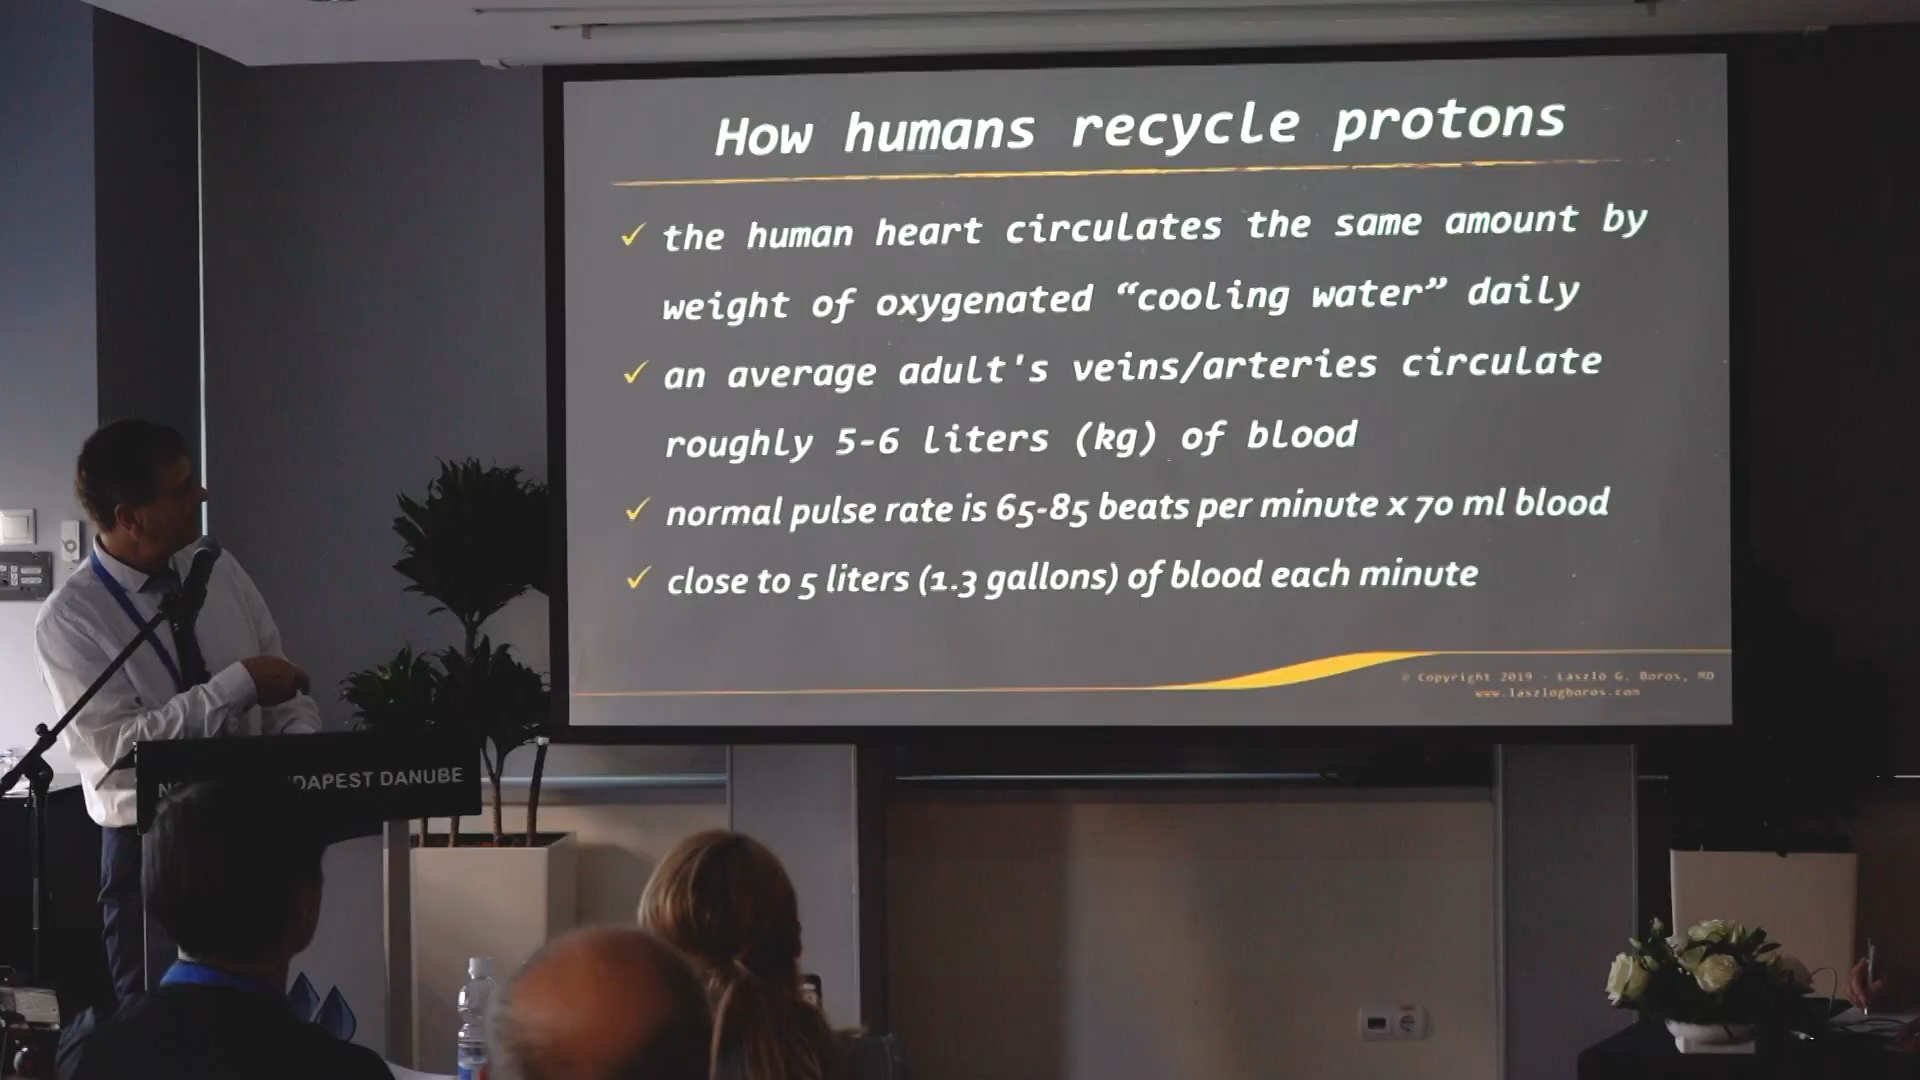 How humans recycle protons
✓ the human heart circulates the same amount by
weight of oxygenated “cooling water” daily
✓ an average adult's veins/arteries circulate
roughly 5-6 liters (kg) of blood
✓ normal pulse rate is 65-85 beats per minute x 70 ml blood
✓ close to 5 liters (1.3 gallons) of blood each minute
© Copyright 2019 - Laszlo G. Boros, MD
www.laszlogboros.com
DAPEST DANUBE